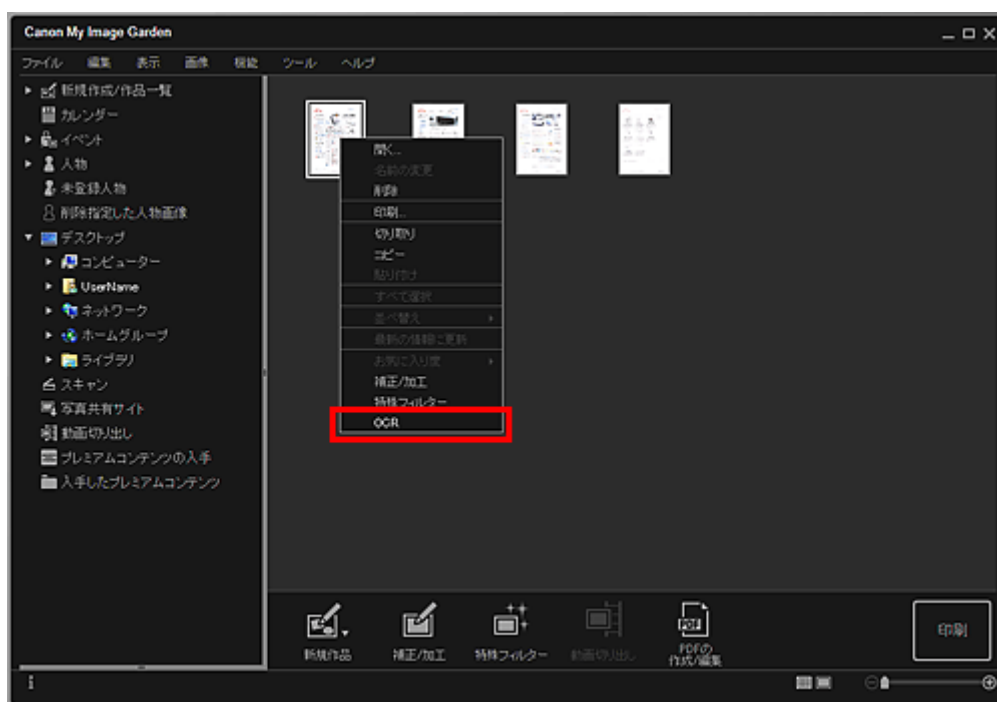 Canon My Image Garden
ファイル 編集 表示 画像 機能 ツール ヘルプ
新規作成/作品一覧
カレンダー
イベント
人物
未登録人物
削除指定した人物画像
デスクトップ
コンピューター
UserName
ネットワーク
ホームグループ
ライブラリ
スキャン
写真共有サイト
動画切り出し
プレミアムコンテンツの入手
入手したプレミアムコンテンツ
開く...
名前の変更
削除
印刷...
切り取り
コピー
貼り付け
すべて選択
並べ替え
最新の情報に更新
お気に入り度
補正/加工
特殊フィルター
OCR
新規作品
補正/加工
特殊フィルター
動画切り出し
PDF
PDFの
作成/編集
印刷